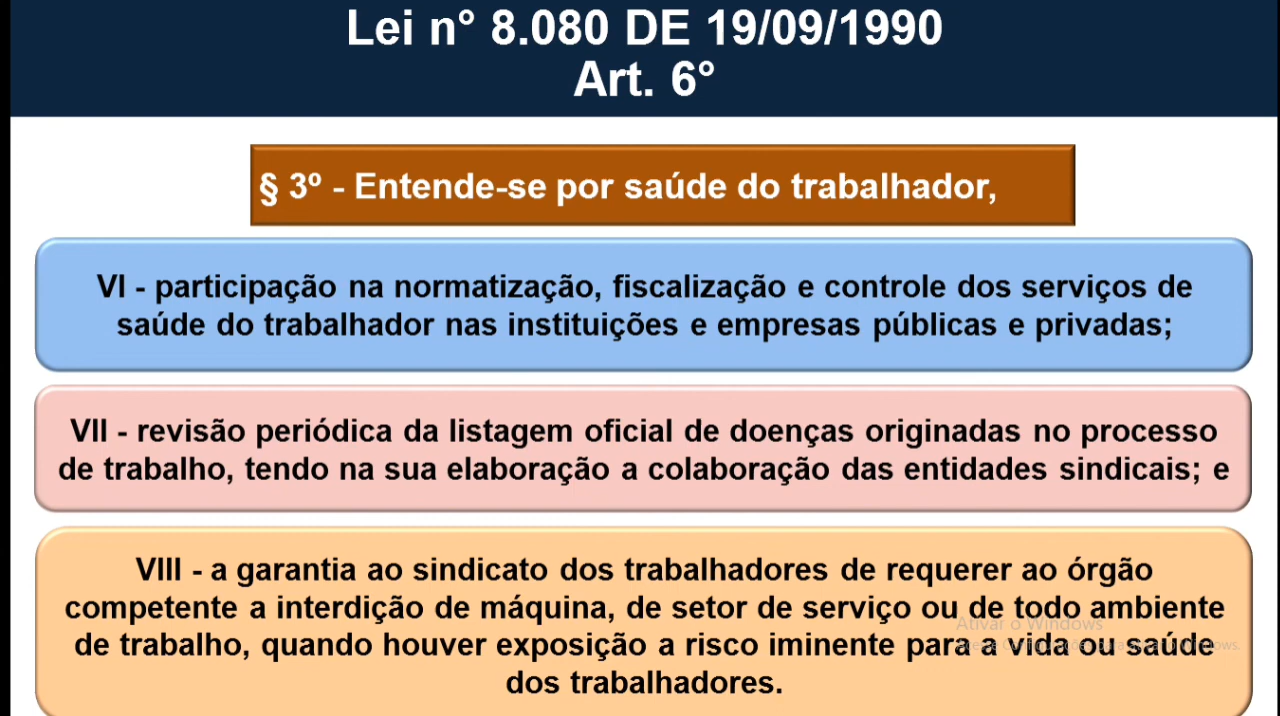 Lei n° 8.080 DE 19/09/1990
Art. 6°
§ 3º - Entende-se por saúde do trabalhador,
VI - participação na normatização, fiscalização e controle dos serviços de
saúde do trabalhador nas instituições e empresas públicas e privadas;
VII - revisão periódica da listagem oficial de doenças originadas no processo
de trabalho, tendo na sua elaboração a colaboração das entidades sindicais; e
VIII - a garantia ao sindicato dos trabalhadores de requerer ao órgão
competente a interdição de máquina, de setor de serviço ou de todo ambiente
de trabalho, quando houver exposição a risco iminente para a vida ou saúde
dos trabalhadores.
Ativar o Windows